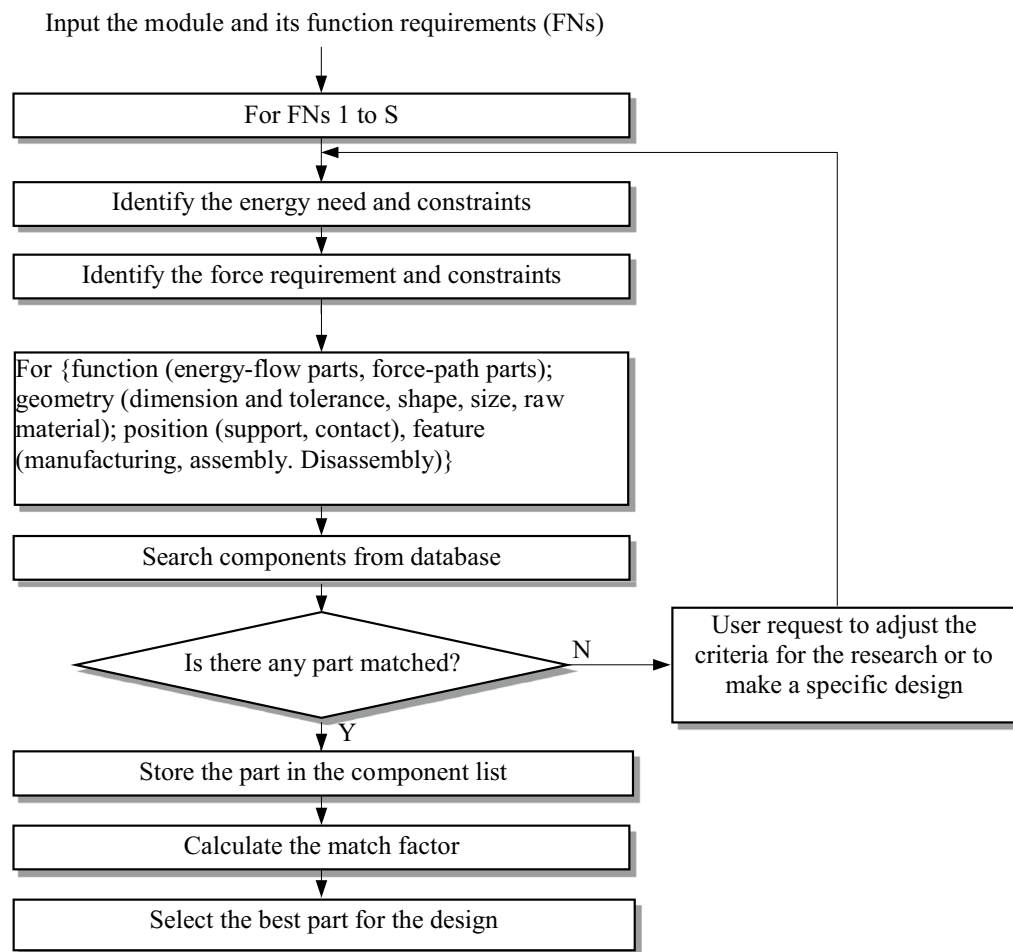 Input the module and its function requirements (FNs)
For FNs 1 to S
Identify the energy need and constraints
Identify the force requirement and constraints
For {function (energy-flow parts, force-path parts);
geometry (dimension and tolerance, shape, size, raw
material); position (support, contact), feature
(manufacturing, assembly. Disassembly)}
Search components from database
Is there any part matched?
N
User request to adjust the
criteria for the research or to
make a specific design
Y
Store the part in the component list
Calculate the match factor
Select the best part for the design